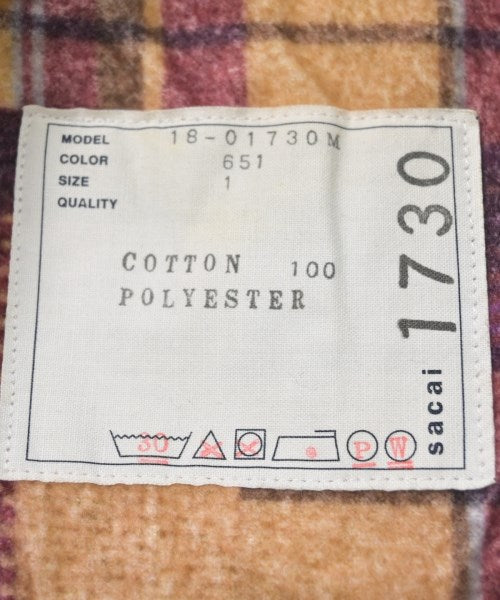 MODEL 18-01730M
COLOR 651
SIZE 1
QUALITY
COTTON 100
POLYESTER
30 P W
sacai 1730